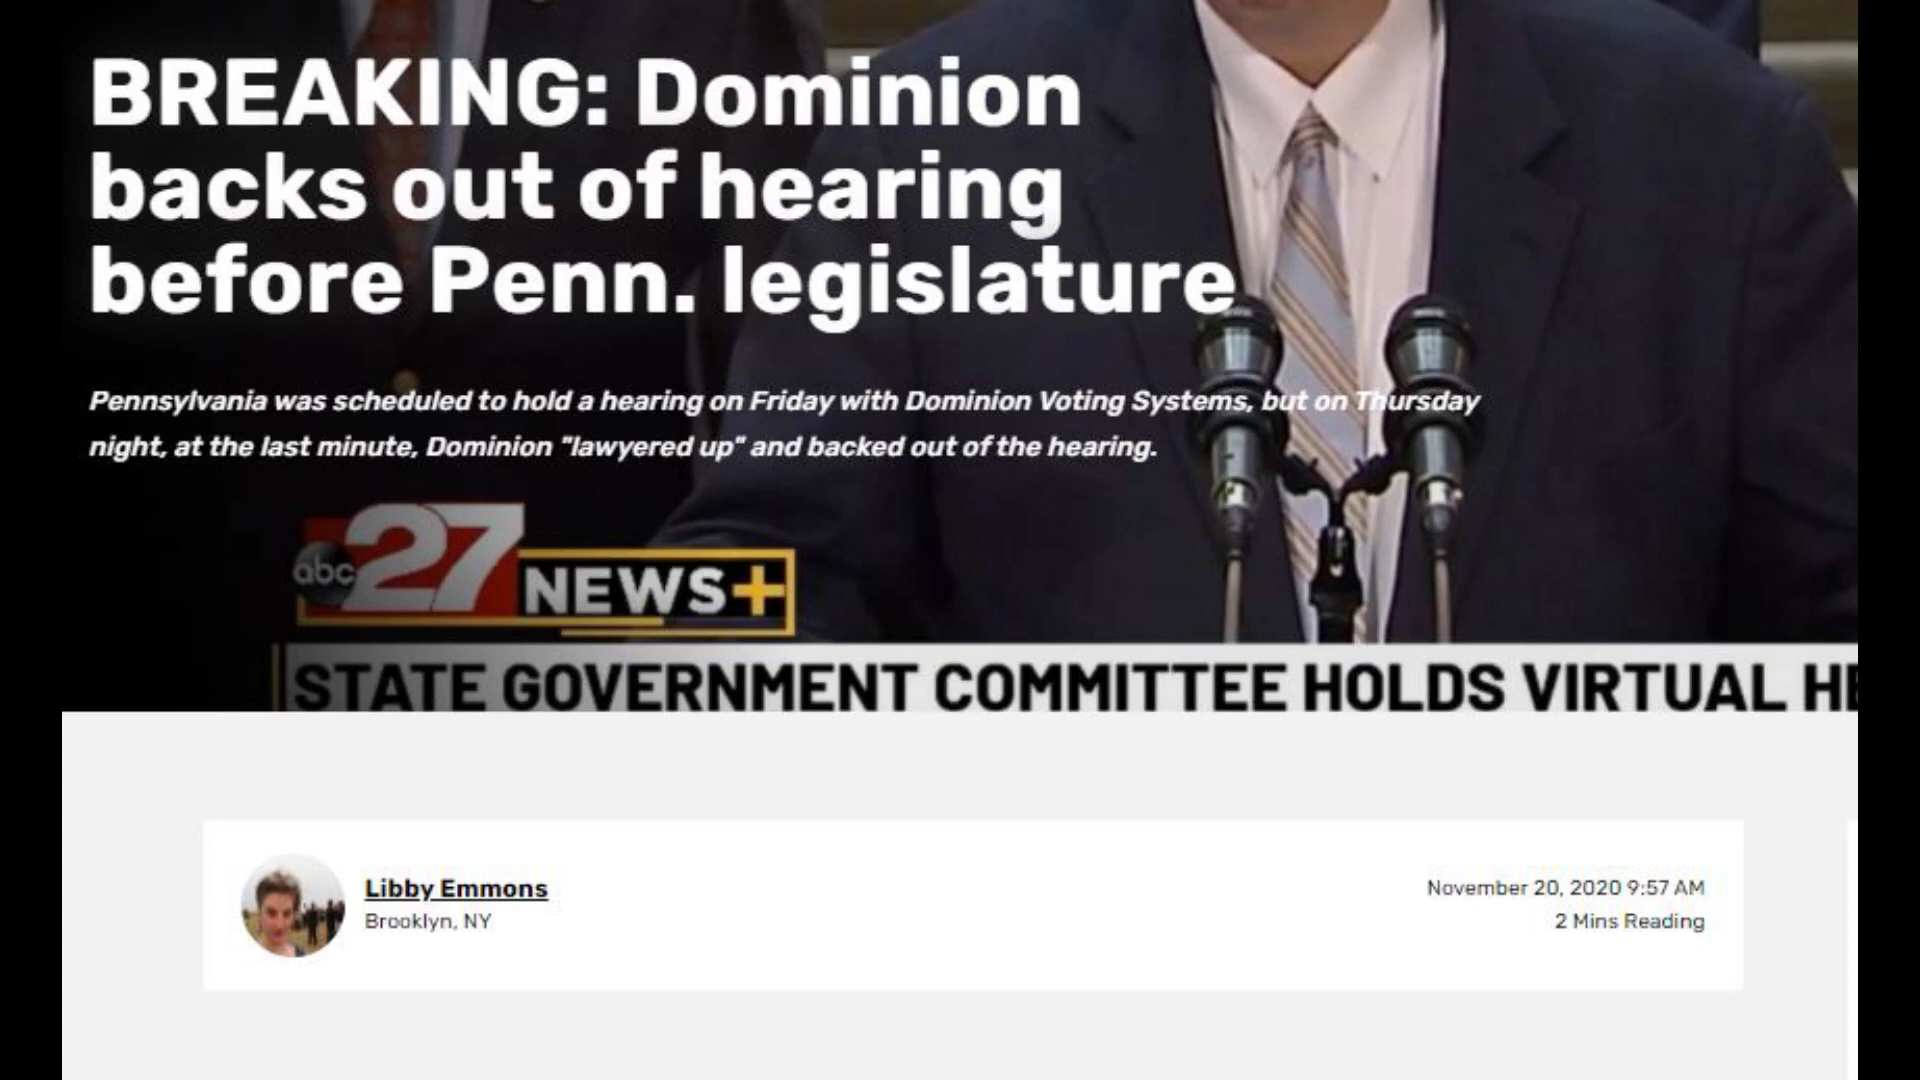 BREAKING: Dominion
backs out of hearing
before Penn. legislature
Pennsylvania was scheduled to hold a hearing on Friday with Dominion Voting Systems, but on Thursday
night, at the last minute, Dominion "lawyered up" and backed out of the hearing.
abc 27 NEWS+
STATE GOVERNMENT COMMITTEE HOLDS VIRTUAL HE
Libby Emmons
Brooklyn, NY
November 20, 2020 9:57 AM
2 Mins Reading